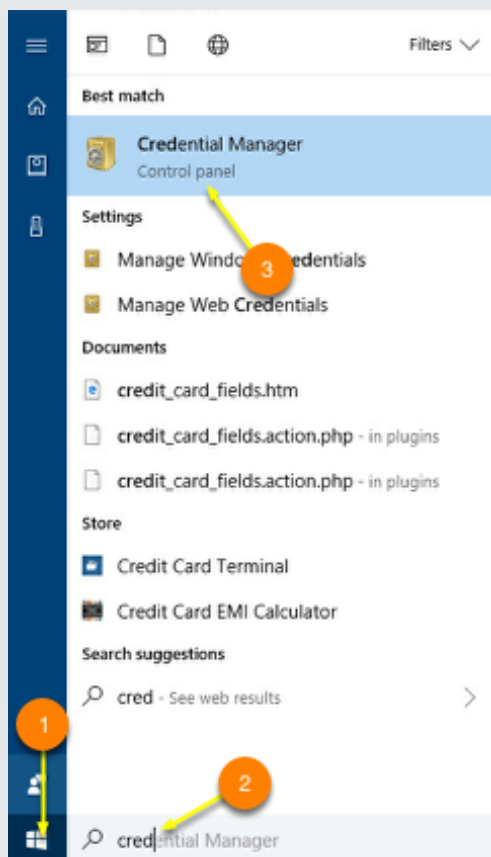 Filters
Best match
Credential Manager
Control panel
Settings
3
Manage Windo edentials
Manage Web Credentials
Documents
credit_card_fields.htm
credit_card_fields.action.php - in plugins
credit_card_fields.action.php - in plugins
Store
Credit Card Terminal
Credit Card EMI Calculator
Search suggestions
cred - See web results
1
2
credential Manager